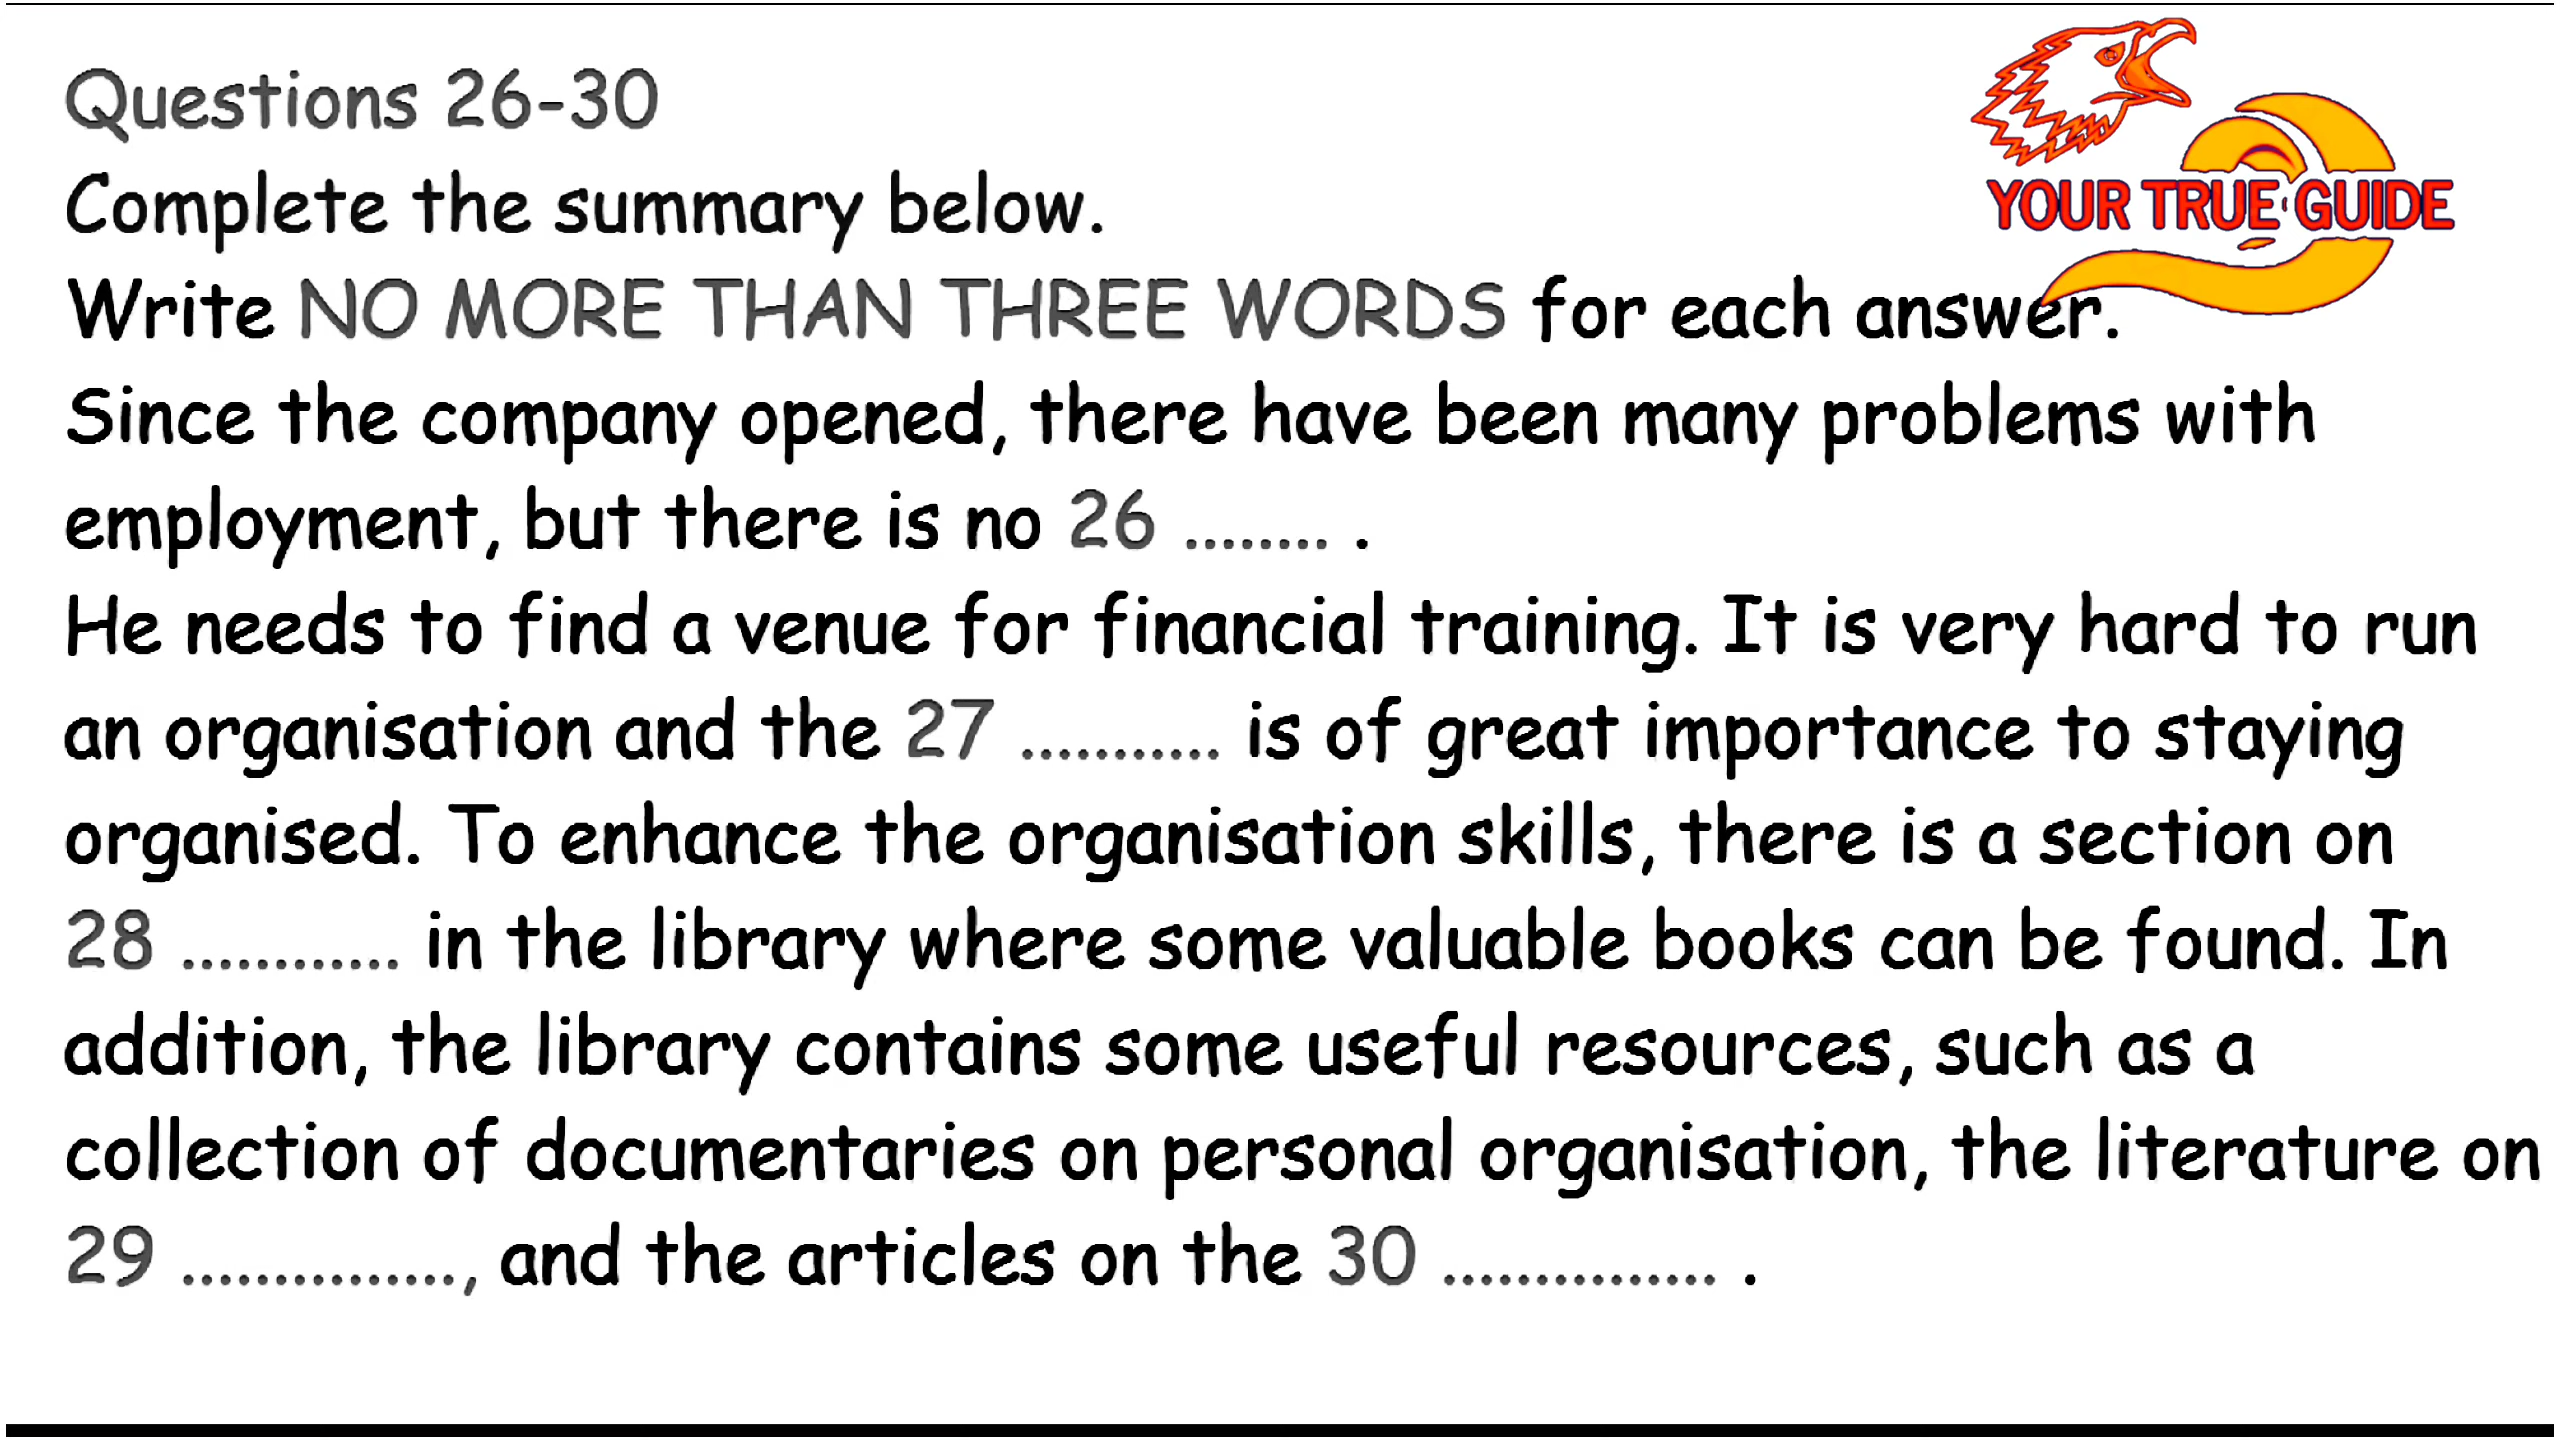 Questions 26-30
YOUR TRUE GUIDE
Complete the summary below.
Write NO MORE THAN THREE WORDS for each answer.
Since the company opened, there have been many problems with
employment, but there is no 26 ........ .
He needs to find a venue for financial training. It is very hard to run
an organisation and the 27 ........... is of great importance to staying
organised. To enhance the organisation skills, there is a section on
28 ............ in the library where some valuable books can be found. In
addition, the library contains some useful resources, such as a
collection of documentaries on personal organisation, the literature on
29 ..............., and the articles on the 30 ............... .